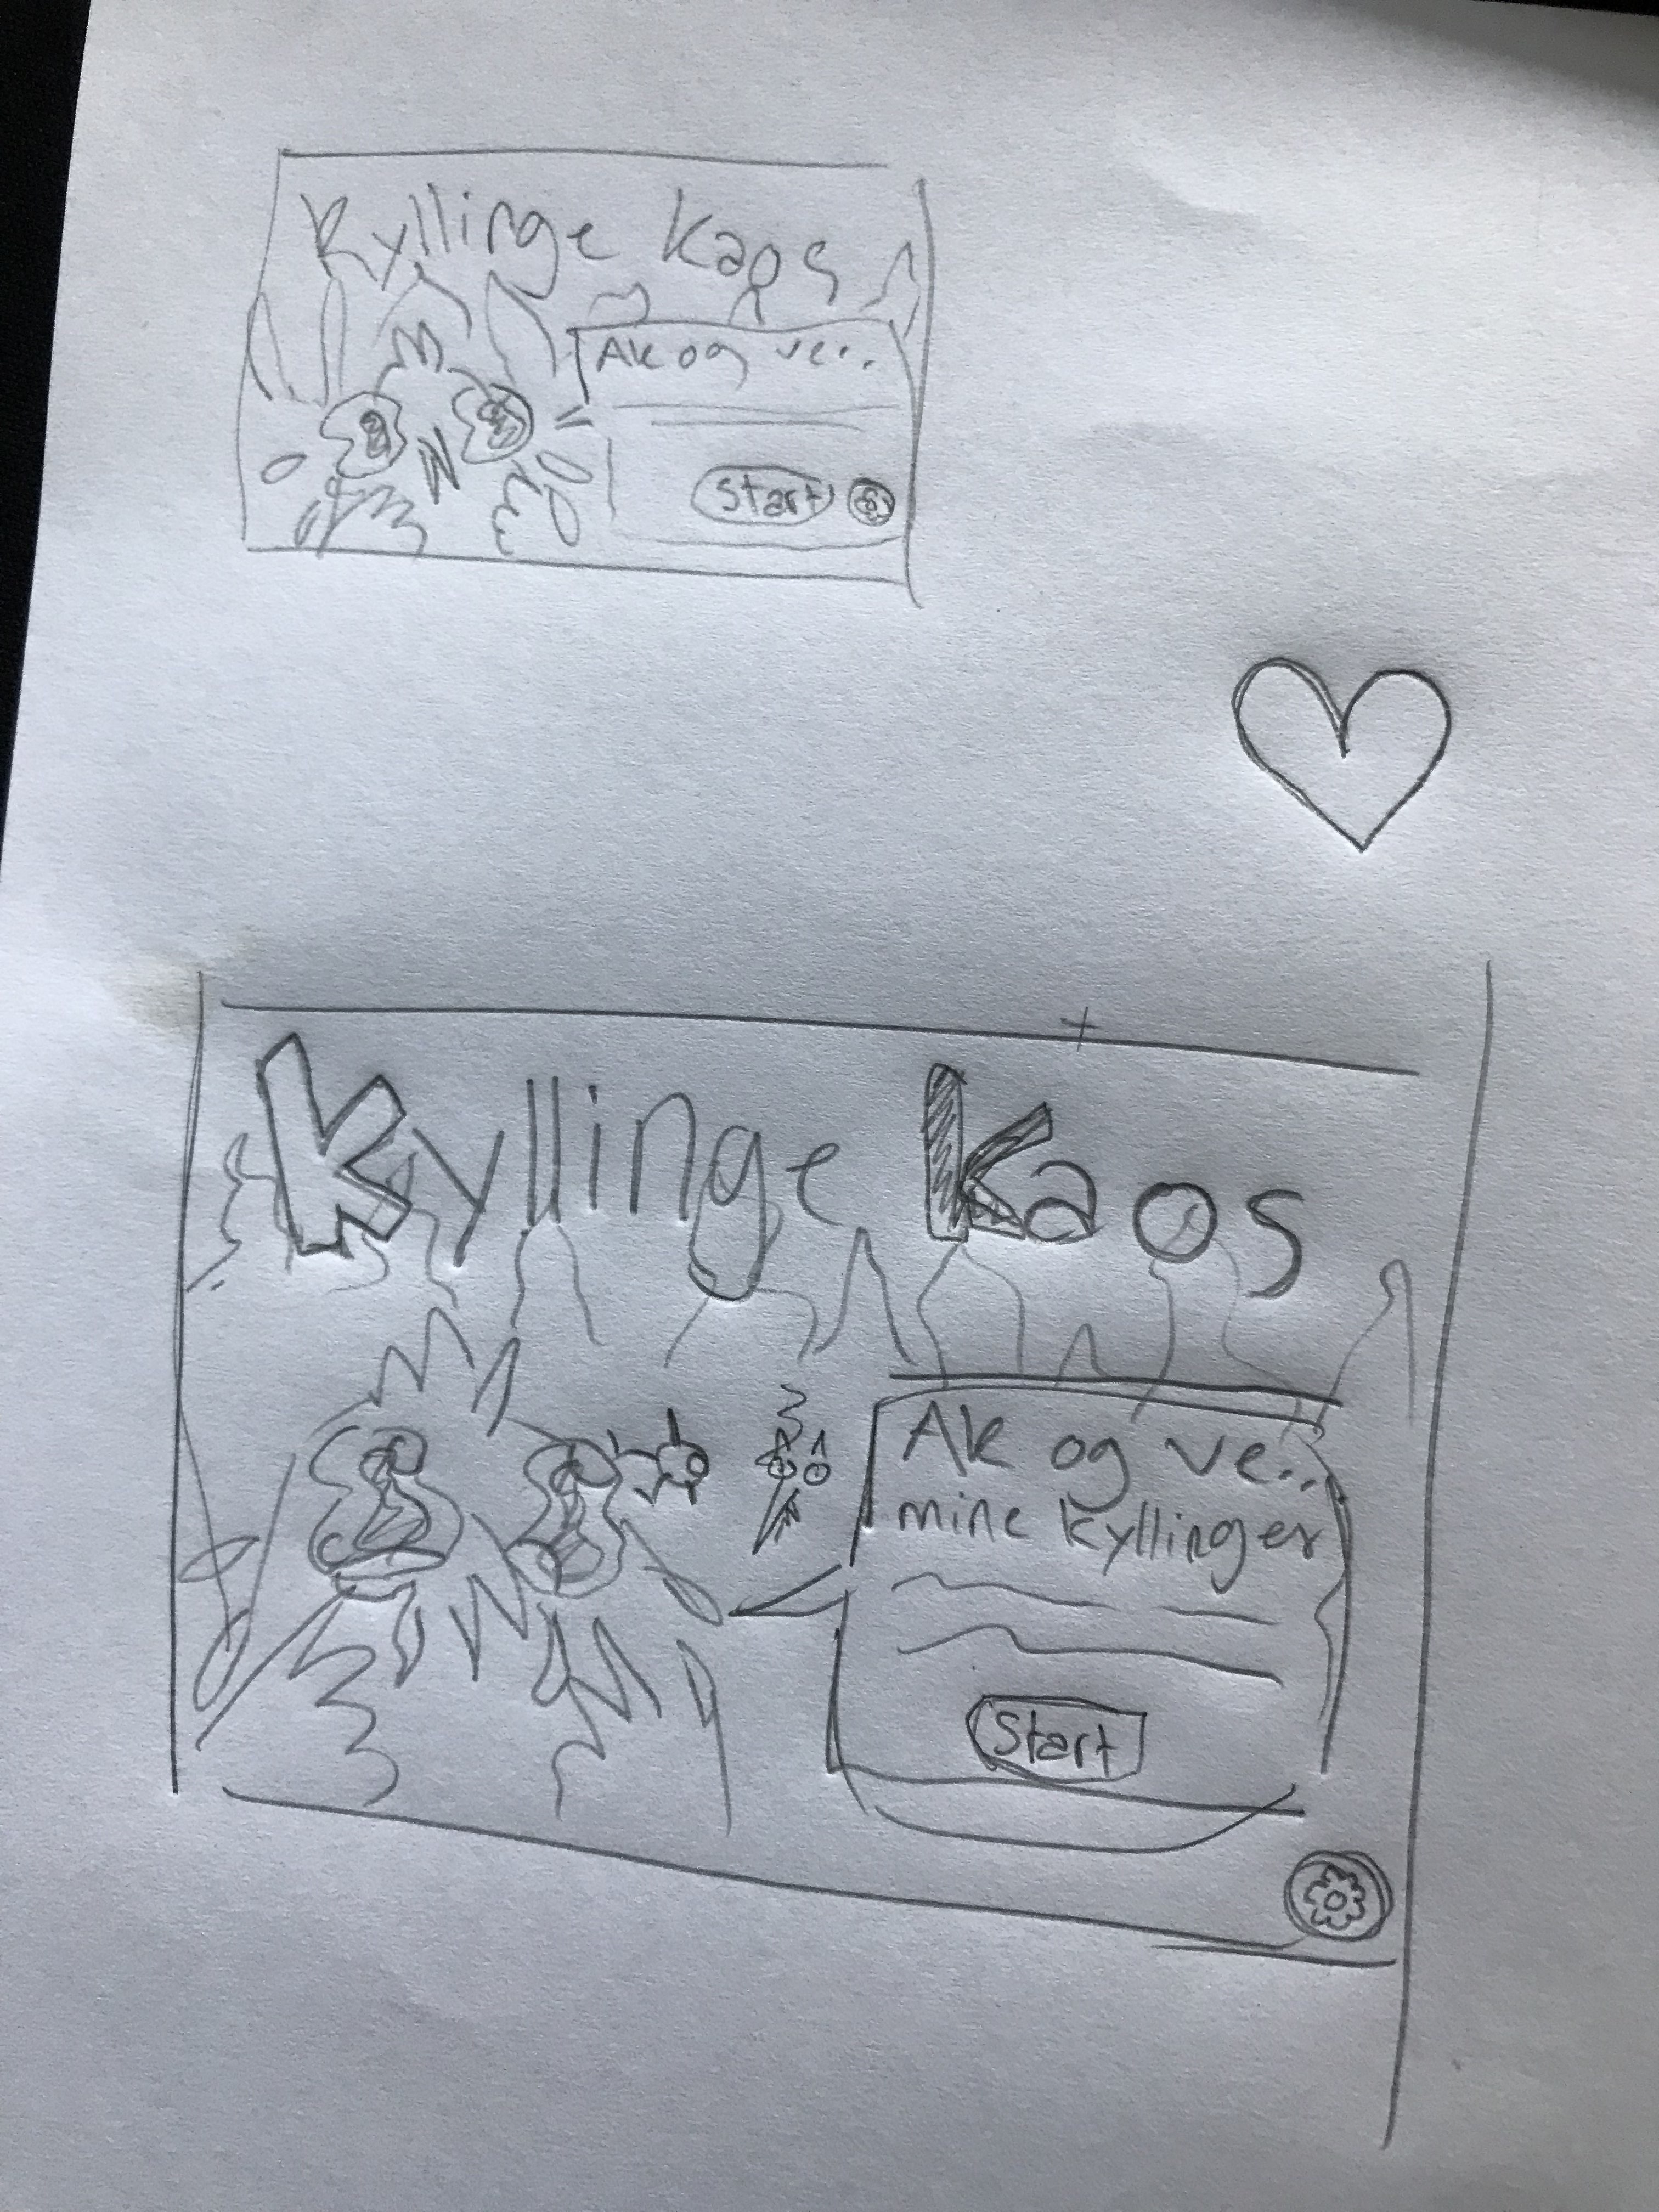 Kyllinge Kaos
Ak og ve..
Start
Kyllinge Kaos
Ak og ve..
mine kyllinger
Start